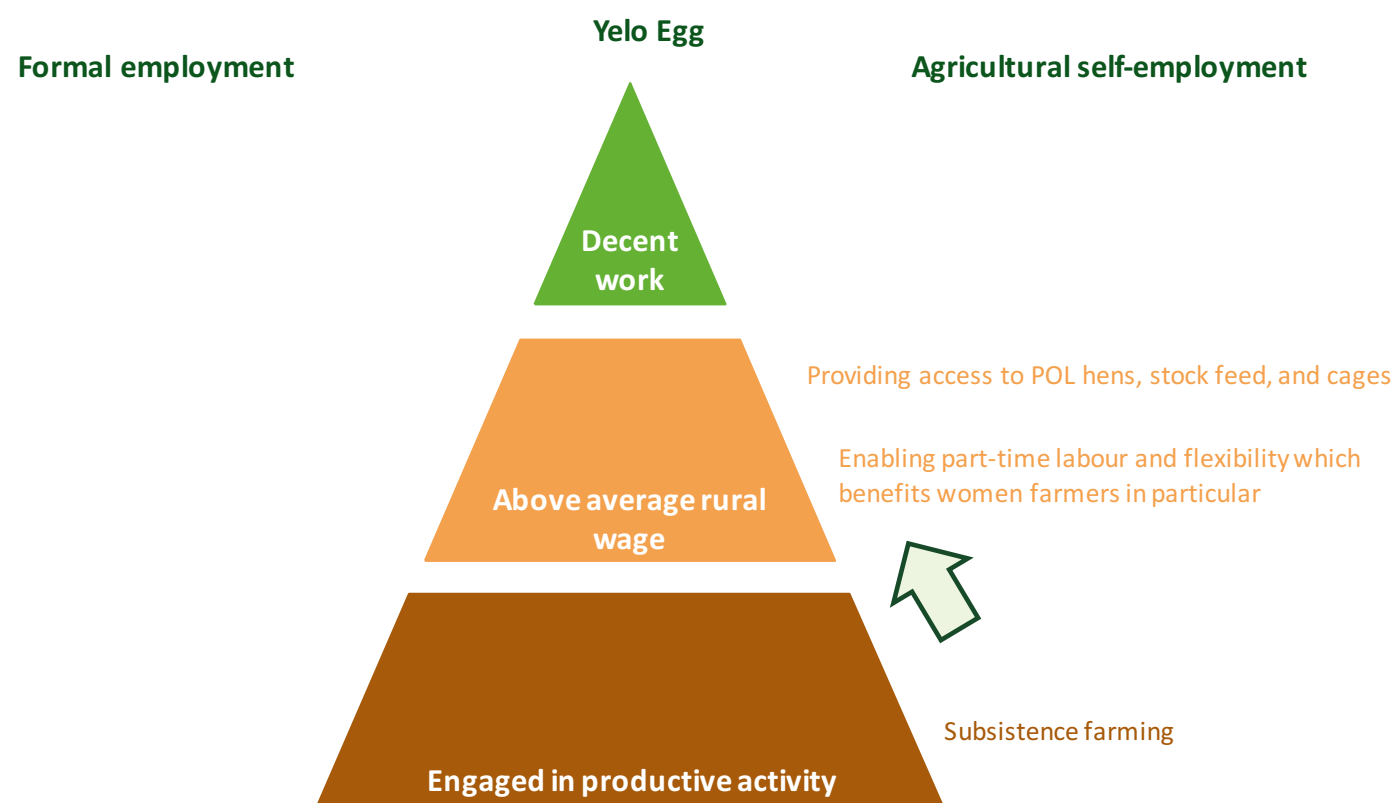 Yelo Egg
Formal employment
Agricultural self-employment
Decent
work
Providing access to POL hens, stock feed, and cages
Enabling part-time labour and flexibility which
benefits women farmers in particular
Above average rural
wage
Subsistence farming
Engaged in productive activity